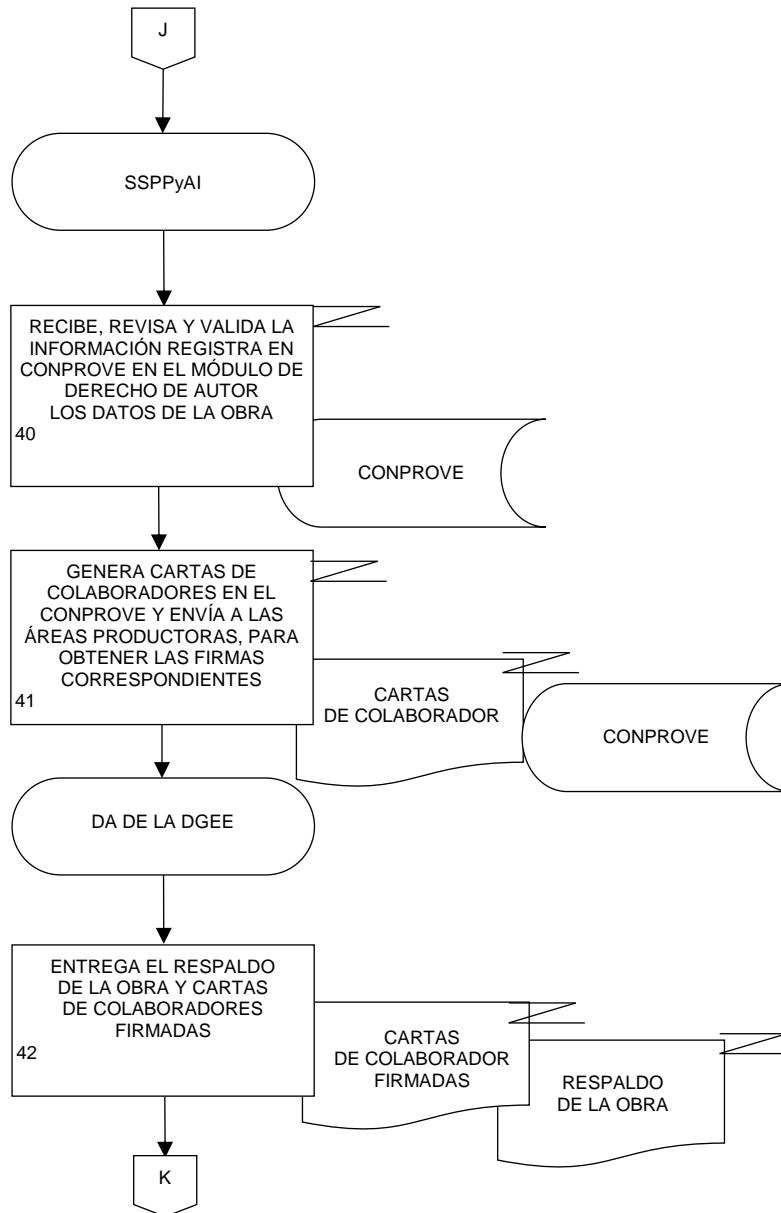 J
SSPPyAI
RECIBE, REVISA Y VALIDA LA
INFORMACIÓN REGISTRA EN
CONPROVE EN EL MÓDULO DE
DERECHO DE AUTOR
LOS DATOS DE LA OBRA
40
CONPROVE
GENERA CARTAS DE
COLABORADORES EN EL
CONPROVE Y ENVÍA A LAS
ÁREAS PRODUCTORAS, PARA
OBTENER LAS FIRMAS
CORRESPONDIENTES
41
CARTAS
DE COLABORADOR
CONPROVE
DA DE LA DGEE
ENTREGA EL RESPALDO
DE LA OBRA Y CARTAS
DE COLABORADORES
FIRMADAS
42
CARTAS
DE COLABORADOR
FIRMADAS
RESPALDO
DE LA OBRA
K